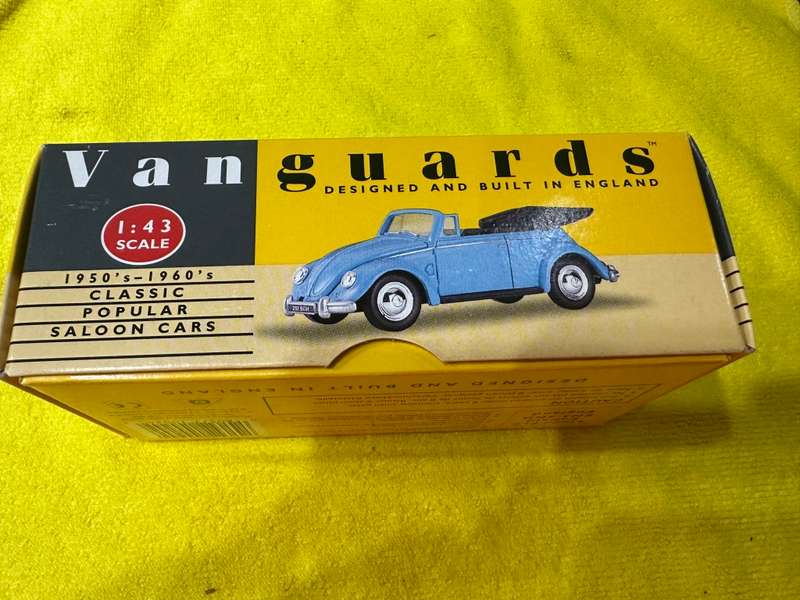 Vanguards™
DESIGNED AND BUILT IN ENGLAND
1:43
SCALE
1950's–1960's
CLASSIC
POPULAR
SALOON CARS
DESIGNED AND BUILT IN ENGLAND